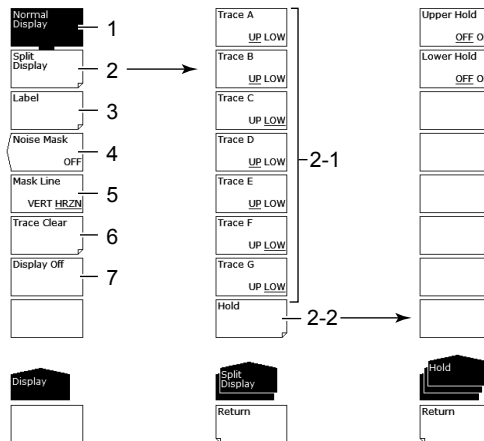 Normal
Display
1
Split
Display
2
Label
3
Noise Mask
OFF
4
Mask Line
VERT HRZN
5
Trace Clear
6
Display Off
7
Display
Trace A
UP LOW
Trace B
UP LOW
Trace C
UP LOW
Trace D
UP LOW
Trace E
UP LOW
Trace F
UP LOW
Trace G
UP LOW
2-1
Hold
2-2
Split
Display
Return
Upper Hold
OFF O
Lower Hold
OFF O
Hold
Return